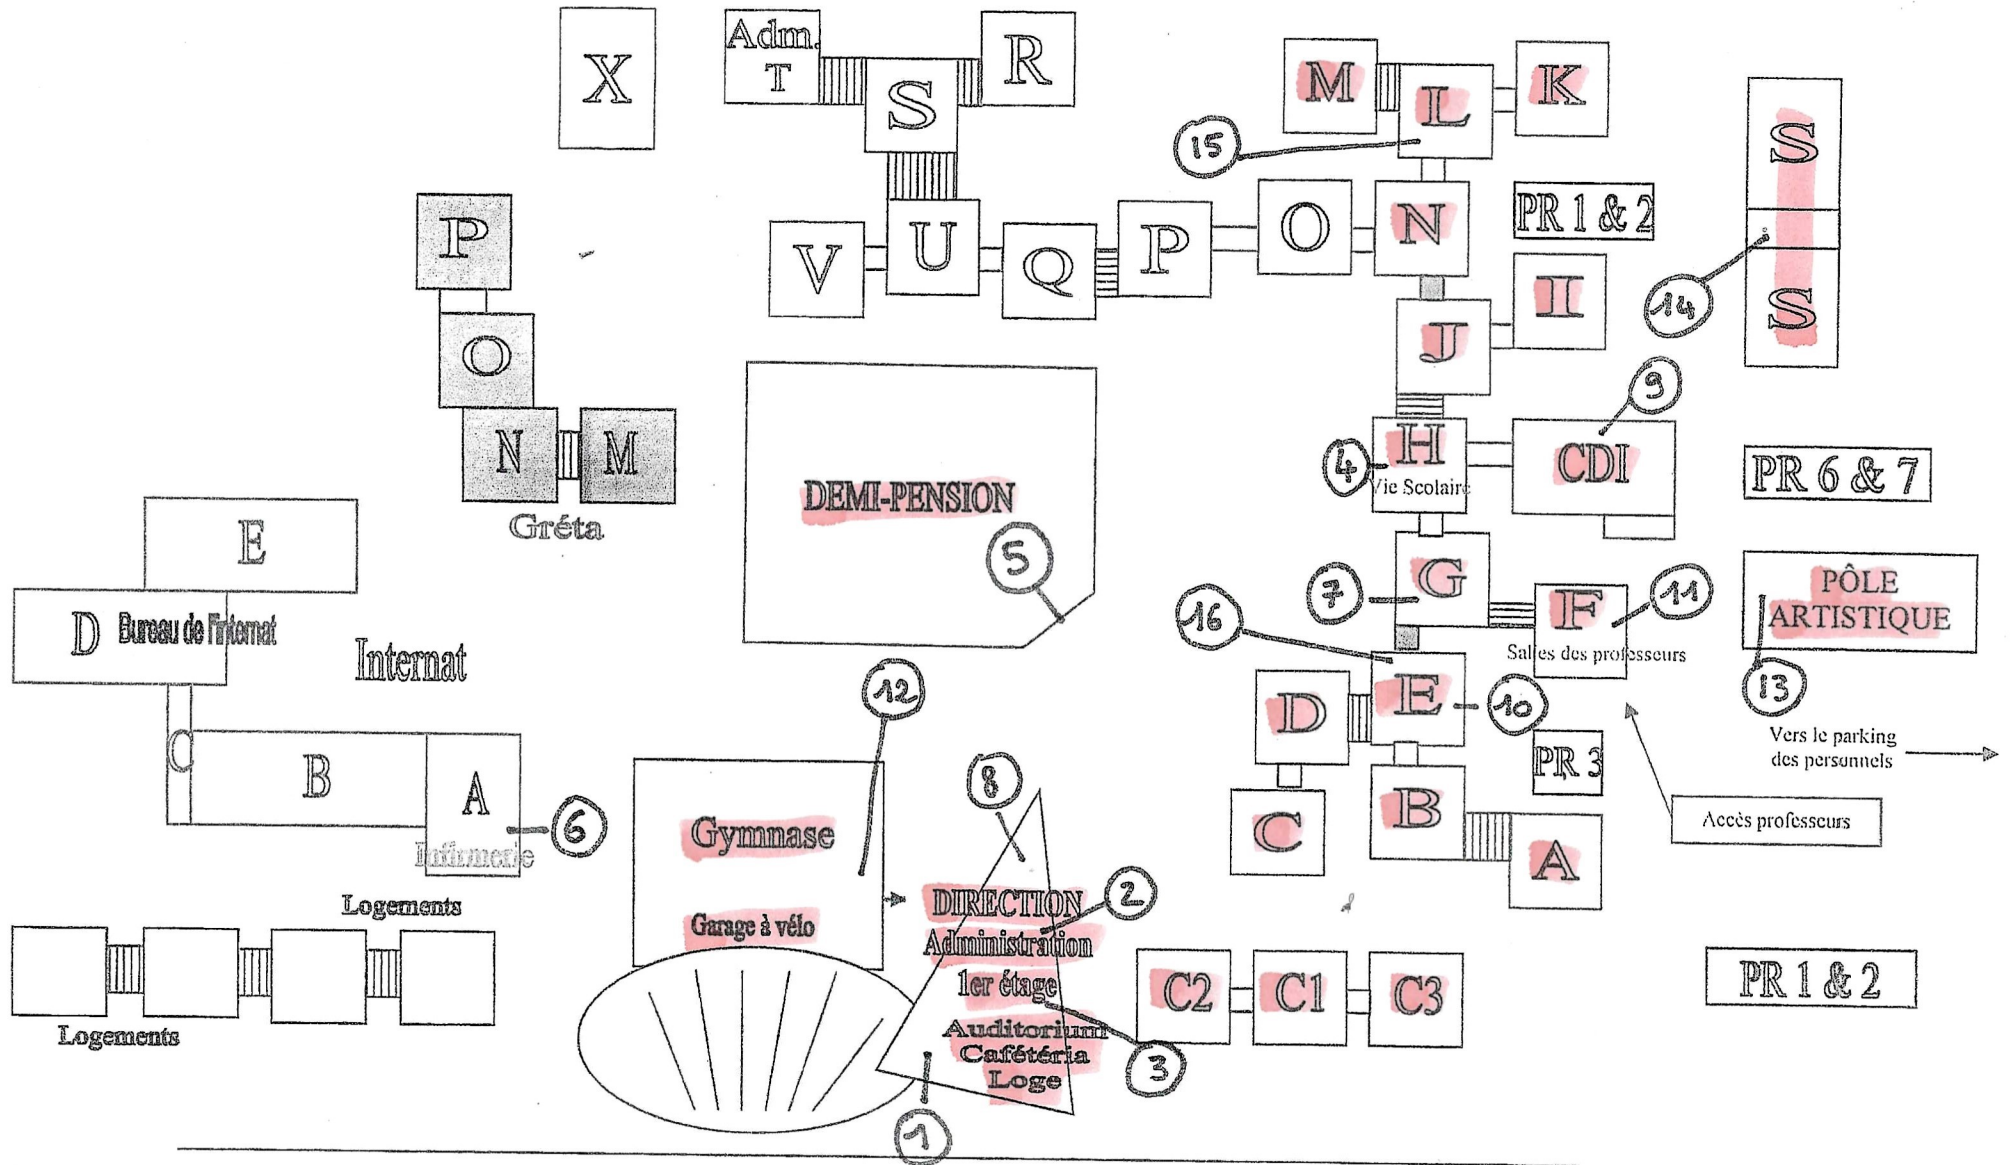 X
Adm.
T
S
R
M
L
K
15
S
P
V
U
Q
P
O
N
PR 1 & 2
I
14
S
O
J
9
N
M
Gréta
DEMI-PENSION
5
4
H
Vie Scolaire
CDI
PR 6 & 7
E
D
Bureau de l'internat
Internat
7
G
F
11
Salles des professeurs
PÔLE
ARTISTIQUE
16
13
C
B
A
6
Infirmerie
12
D
E
10
PR 3
Vers le parking
des personnels
Accès professeurs
8
Gymnase
C
B
A
Logements
Garage à vélo
DIRECTION
2
Administration
1er étage
Auditorium
Cafétéria
Loge
3
1
C2
C1
C3
PR 1 & 2
Logements